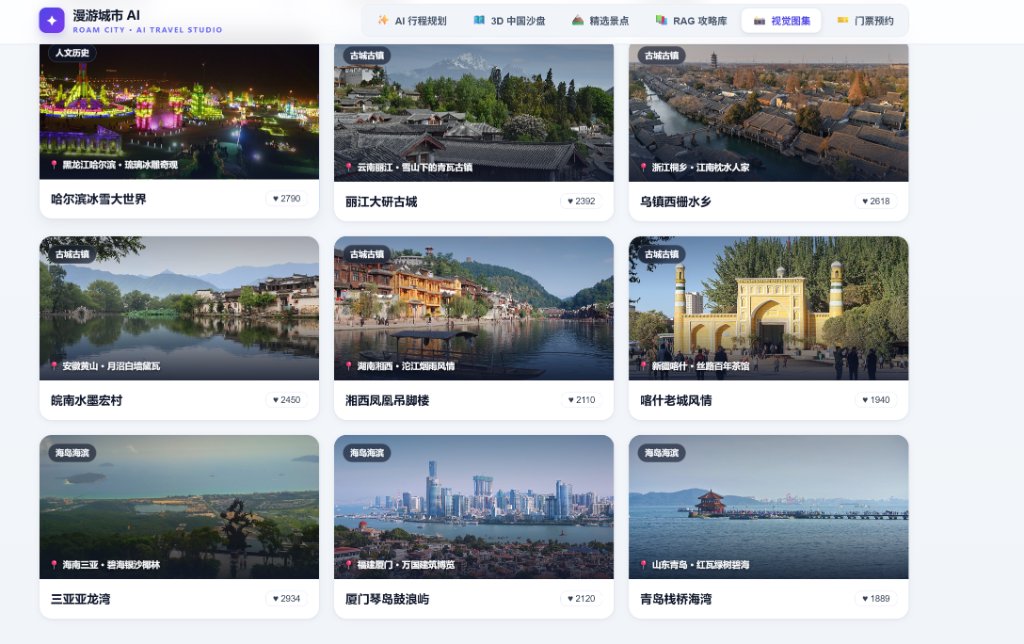 漫游城市 AI
ROAM CITY • AI TRAVEL STUDIO
AI 行程规划
3D 中国沙盘
精选景点
RAG 攻略库
视觉图集
门票预约
人文历史
黑龙江哈尔滨 • 琉璃冰雕奇观
哈尔滨冰雪大世界
♥ 2790
古城古镇
云南丽江 • 雪山下的青瓦古镇
丽江大研古城
♥ 2392
古城古镇
浙江桐乡 • 江南枕水人家
乌镇西栅水乡
♥ 2618
古城古镇
安徽黄山 • 月沼白墙黛瓦
皖南水墨宏村
♥ 2450
古城古镇
湖南湘西 • 沱江烟雨风情
湘西凤凰吊脚楼
♥ 2110
古城古镇
新疆喀什 • 丝路百年茶馆
喀什老城风情
♥ 1940
海岛海滨
海南三亚 • 碧海银沙椰林
三亚亚龙湾
♥ 2934
海岛海滨
福建厦门 • 万国建筑博览
厦门琴岛鼓浪屿
♥ 2120
海岛海滨
山东青岛 • 红瓦绿树碧海
青岛栈桥海湾
♥ 1889